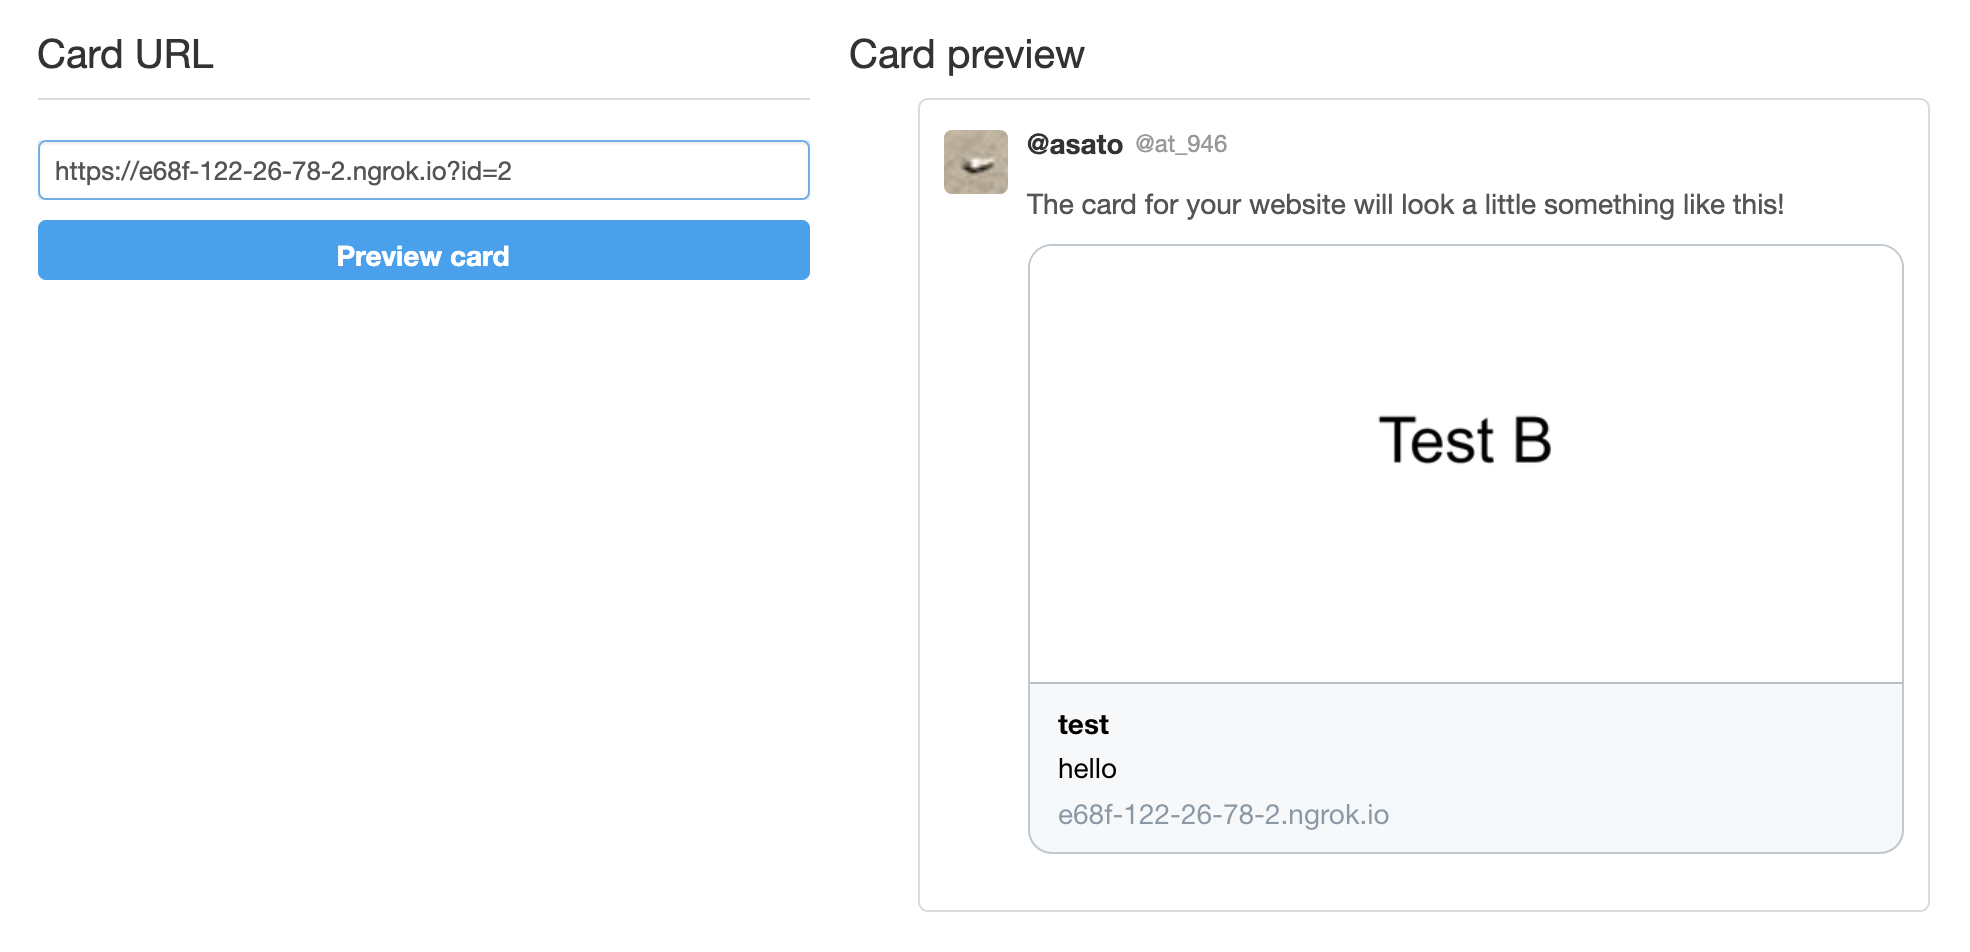 Card URL
https://e68f-122-26-78-2.ngrok.io?id=2
Preview card
Card preview
@asato @at_946
The card for your website will look a little something like this!
Test B
test
hello
e68f-122-26-78-2.ngrok.io